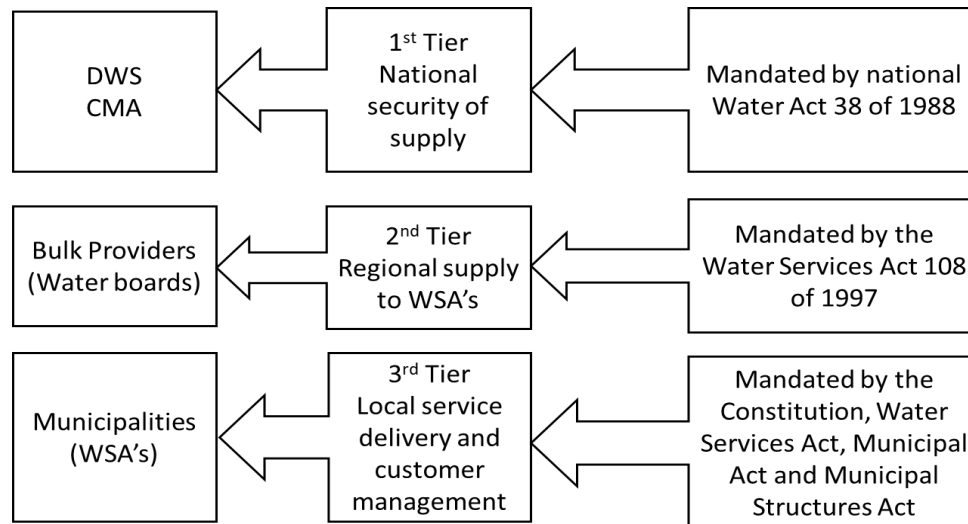 DWS
CMA
1st Tier
National
security of
supply
Mandated by national
Water Act 38 of 1988
Bulk Providers
(Water boards)
2nd Tier
Regional supply
to WSA’s
Mandated by the
Water Services Act 108
of 1997
Municipalities
(WSA’s)
3rd Tier
Local service
delivery and
customer
management
Mandated by the
Constitution, Water
Services Act, Municipal
Act and Municipal
Structures Act